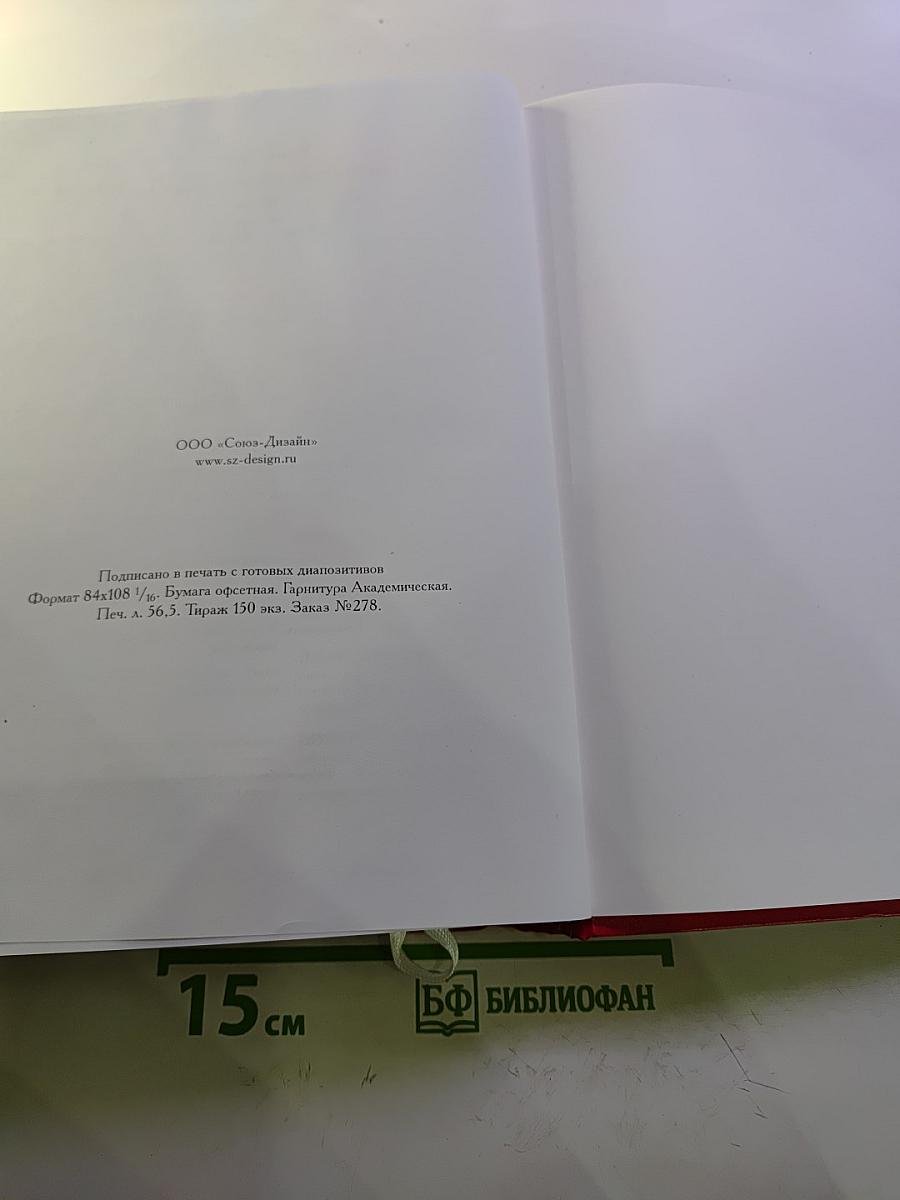 ООО «Союз-Дизайн»
www.sz-design.ru
Подписано в печать с готовых диапозитивов
Формат 84х108 1/16. Бумага офсетная. Гарнитура Академическая.
Печ. л. 56,5. Тираж 150 экз. Заказ №278.
15 см
БФ БИБЛИОФАН